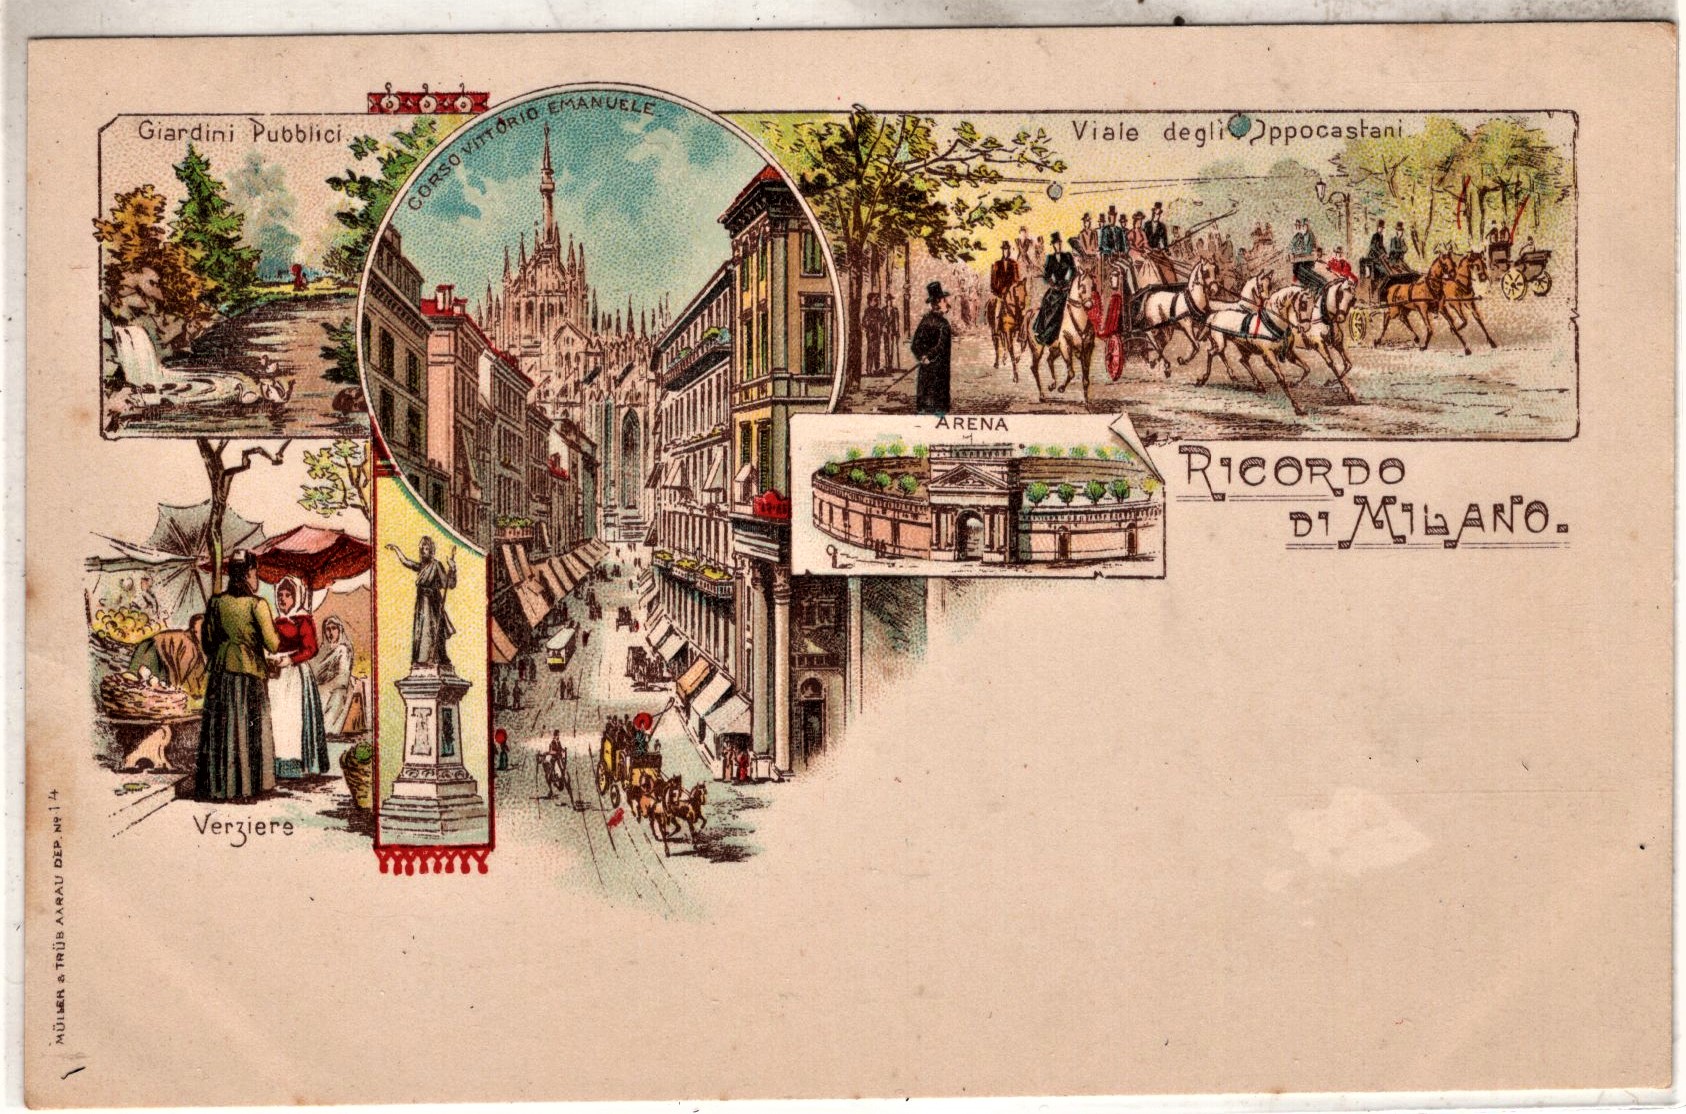 Giardini Pubblici
CORSO VITTORIO EMANUELE
Viale degli Ippocastani
ARENA
RICORDO
DI MILANO.
Verziere
MÜLLER & TRÜB AARAU DEP. No 14